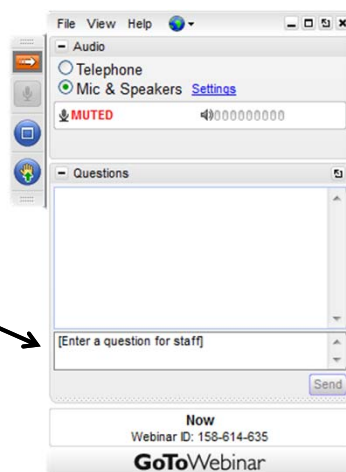 File View Help
Audio
Telephone
Mic & Speakers Settings
MUTED 000000000
Questions
[Enter a question for staff]
Send
Now
Webinar ID: 158-614-635
GoToWebinar